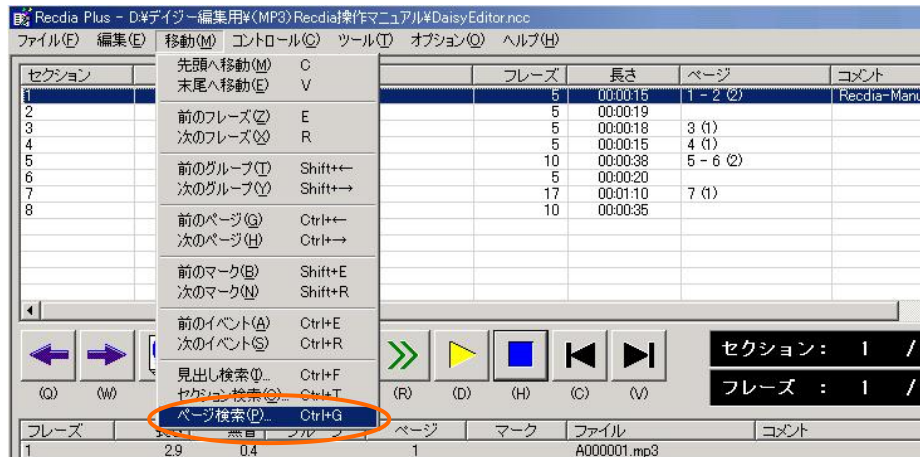 Recdia Plus - D:¥デイジー編集用¥(MP3)Recdia操作マニュアル¥DaisyEditor.ncc
ファイル(F) 編集(E) 移動(M) コントロール(C) ツール(T) オプション(O) ヘルプ(H)
セクション フレーズ 長さ ページ コメント
1 5 00:00:15 1 - 2 (2) Recdia-Manu
2 5 00:00:19
3 5 00:00:18 3 (1)
4 5 00:00:15 4 (1)
5 10 00:00:38 5 - 6 (2)
6 5 00:00:20
7 17 00:01:10 7 (1)
8 10 00:00:35
先頭へ移動(M) C
末尾へ移動(E) V
前のフレーズ(Z) E
次のフレーズ(X) R
前のグループ(T) Shift+←
次のグループ(Y) Shift+→
前のページ(G) Ctrl+←
次のページ(H) Ctrl+→
前のマーク(B) Shift+E
次のマーク(N) Shift+R
前のイベント(A) Ctrl+E
次のイベント(S) Ctrl+R
見出し検索(I)... Ctrl+F
セクション検索(O)... Ctrl+T
ページ検索(P)... Ctrl+G
(Q) (W) (R) (D) (H) (C) (V)
セクション: 1 /
フレーズ : 1 /
フレーズ ページ マーク ファイル コメント
1 2.9 0.4 1 A000001.mp3